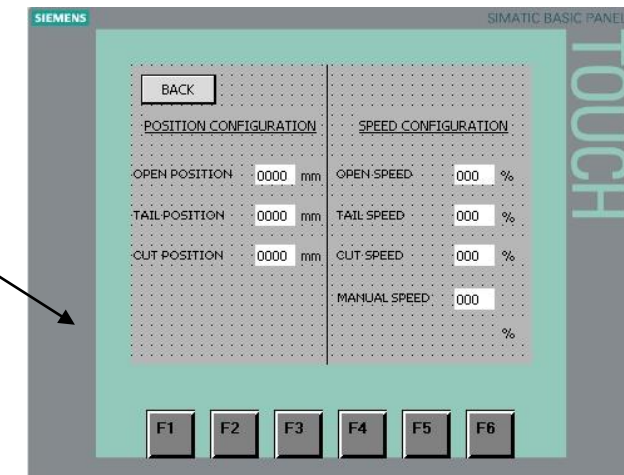 SIEMENS
SIMATIC BASIC PANEL
TOUCH
BACK
POSITION CONFIGURATION
SPEED CONFIGURATION
OPEN POSITION 0000 mm
OPEN SPEED 000 %
TAIL POSITION 0000 mm
TAIL SPEED 000 %
CUT POSITION 0000 mm
CUT SPEED 000 %
MANUAL SPEED 000
%
F1 F2 F3 F4 F5 F6